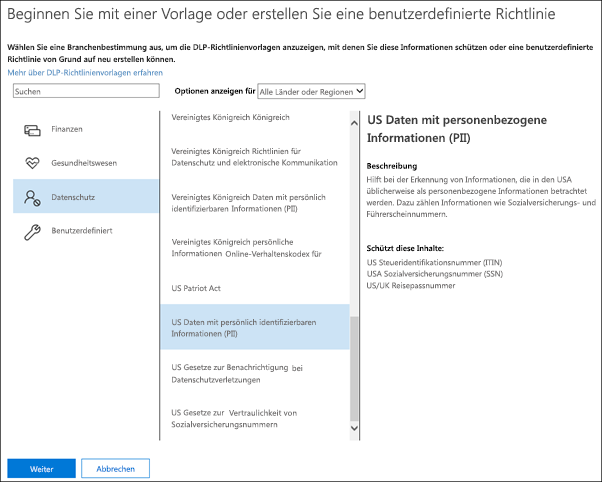 Beginnen Sie mit einer Vorlage oder erstellen Sie eine benutzerdefinierte Richtlinie
Wählen Sie eine Branchenbestimmung aus, um die DLP-Richtlinienvorlagen anzuzeigen, mit denen Sie diese Informationen schützen oder eine benutzerdefinierte
Richtlinie von Grund auf neu erstellen können.
Mehr über DLP-Richtlinienvorlagen erfahren
Suchen
Optionen anzeigen für
Alle Länder oder Regionen
Finanzen
Gesundheitswesen
Datenschutz
Benutzerdefiniert
Vereinigtes Königreich Königreich
Vereinigtes Königreich Richtlinien für
Datenschutz und elektronische Kommunikation
Vereinigtes Königreich Daten mit persönlich
identifizierbaren Informationen (PII)
Vereinigtes Königreich persönliche
Informationen Online-Verhaltenskodex für
US Patriot Act
US Daten mit persönlich identifizierbaren
Informationen (PII)
US Gesetze zur Benachrichtigung bei
Datenschutzverletzungen
US Gesetze zur Vertraulichkeit von
Sozialversicherungsnummern
US Daten mit personenbezogene
Informationen (PII)
Beschreibung
Hilft bei der Erkennung von Informationen, die in den USA
üblicherweise als personenbezogene Informationen betrachtet
werden. Dazu zählen Informationen wie Sozialversicherungs- und
Führerscheinnummern.
Schützt diese Inhalte:
US Steueridentifikationsnummer (ITIN)
USA Sozialversicherungsnummer (SSN)
US/UK Reisepassnummer
Weiter
Abbrechen